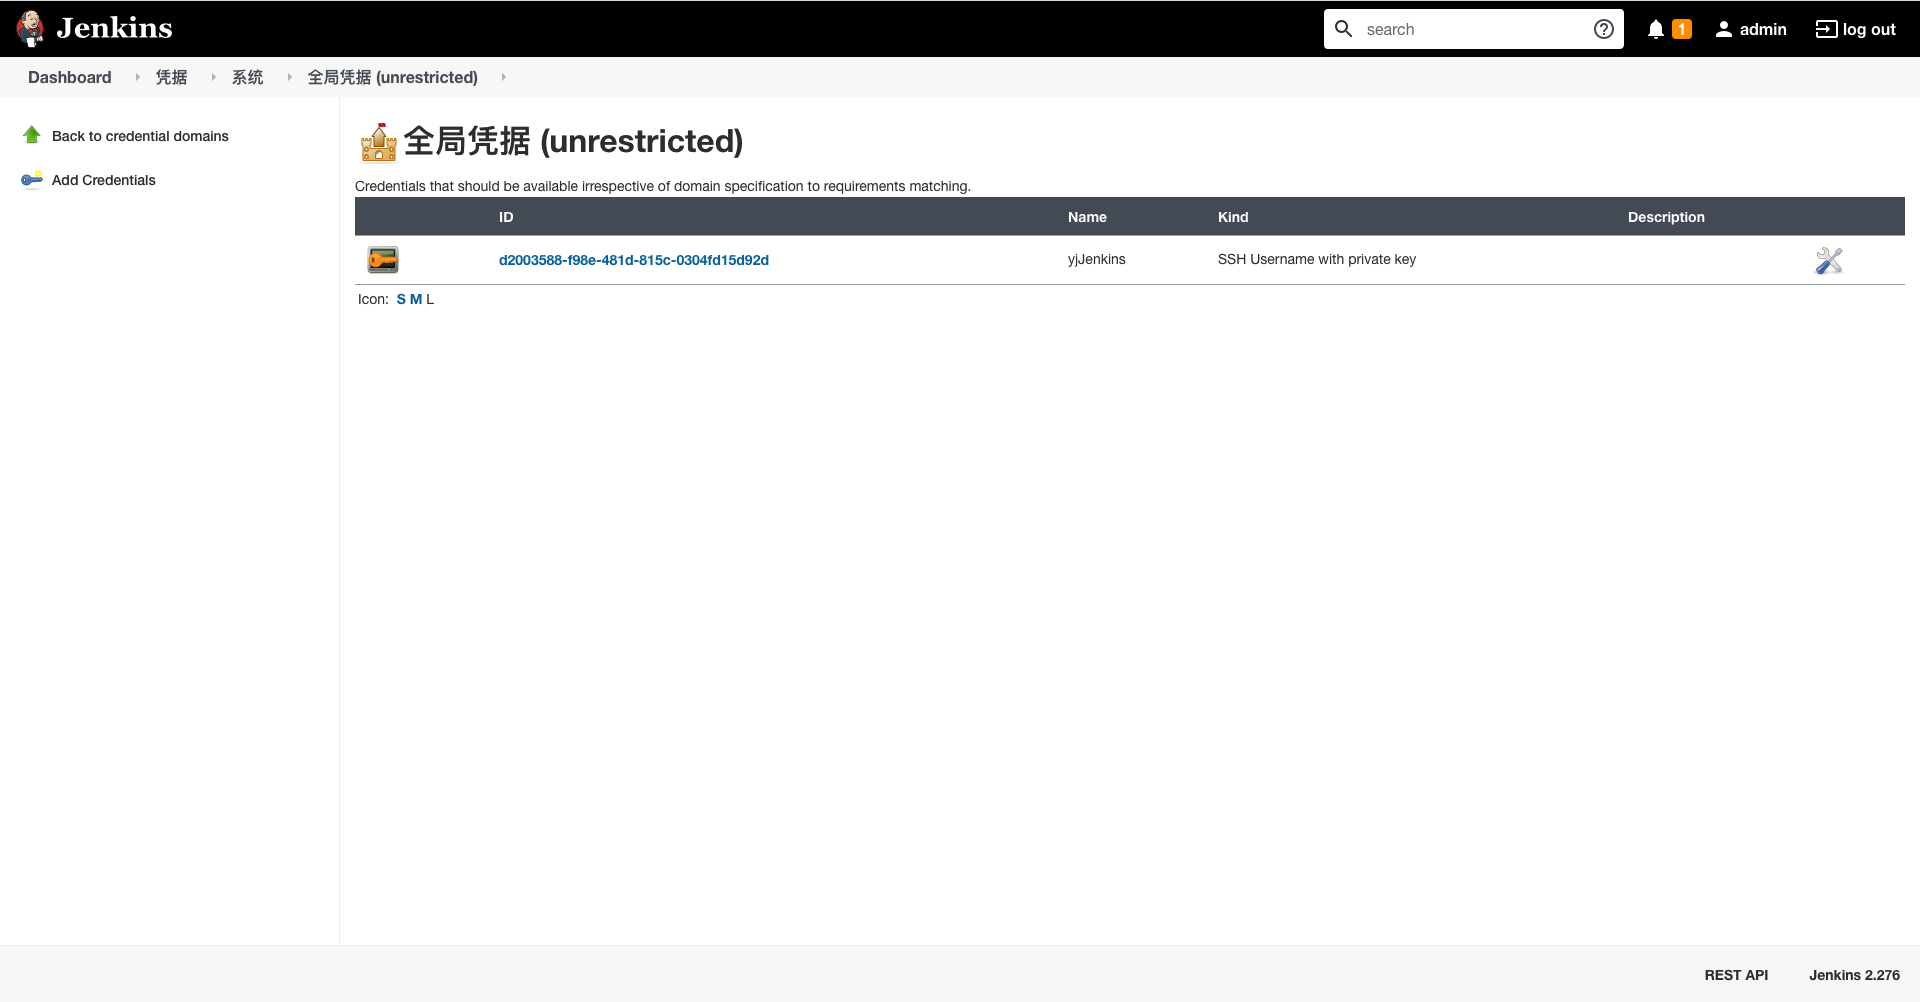 Jenkins search 1 admin log out
Dashboard 凭据 系统 全局凭据 (unrestricted)
Back to credential domains
Add Credentials
全局凭据 (unrestricted)
Credentials that should be available irrespective of domain specification to requirements matching.
ID Name Kind Description
d2003588-f98e-481d-815c-0304fd15d92d yjJenkins SSH Username with private key
Icon: S M L
REST API Jenkins 2.276